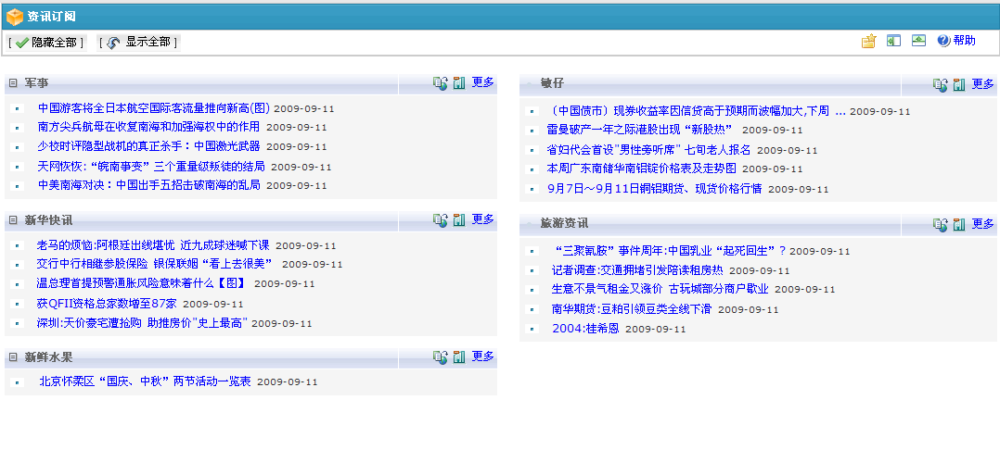 资讯订阅
[ 隐藏全部 ] [ 显示全部 ] 帮助
军事 更多
中国游客将全日本航空国际客流量推向新高(图) 2009-09-11
南方尖兵航母在收复南海和加强海权中的作用 2009-09-11
少校时评隐型战机的真正杀手：中国激光武器 2009-09-11
天网恢恢:“皖南事变”三个重量级叛徒的结局 2009-09-11
中美南海对决：中国出手五招击破南海的乱局 2009-09-11
新华快讯 更多
老马的烦恼:阿根廷出线堪忧 近九成球迷喊下课 2009-09-11
交行中行相继参股保险 银保联姻“看上去很美” 2009-09-11
温总理首提预警通胀风险意味着什么【图】 2009-09-11
获QFII资格总家数增至87家 2009-09-11
深圳:天价豪宅遭抢购 助推房价"史上最高" 2009-09-11
新鲜水果 更多
北京怀柔区“国庆、中秋”两节活动一览表 2009-09-11
敏仔 更多
〔中国债市〕现券收益率因信贷高于预期而波幅加大,下周 ... 2009-09-11
雷曼破产一年之际港股出现“新股热” 2009-09-11
省妇代会首设"男性旁听席" 七旬老人报名 2009-09-11
本周广东南储华南铝锭价格表及走势图 2009-09-11
9月7日～9月11日铜铝期货、现货价格行情 2009-09-11
旅游资讯 更多
“三聚氰胺”事件周年:中国乳业“起死回生”? 2009-09-11
记者调查:交通拥堵引发陪读租房热 2009-09-11
生意不景气租金又涨价 古玩城部分商户歇业 2009-09-11
南华期货:豆粕引领豆类全线下滑 2009-09-11
2004:桂希恩 2009-09-11